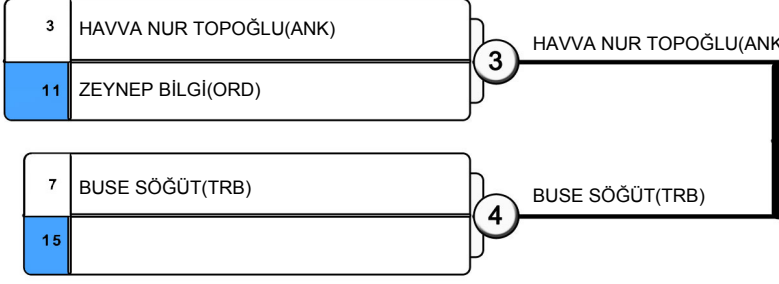 3 HAVVA NUR TOPOĞLU(ANK)
11 ZEYNEP BİLGİ(ORD)
3 HAVVA NUR TOPOĞLU(ANK
7 BUSE SÖĞÜT(TRB)
15
4 BUSE SÖĞÜT(TRB)